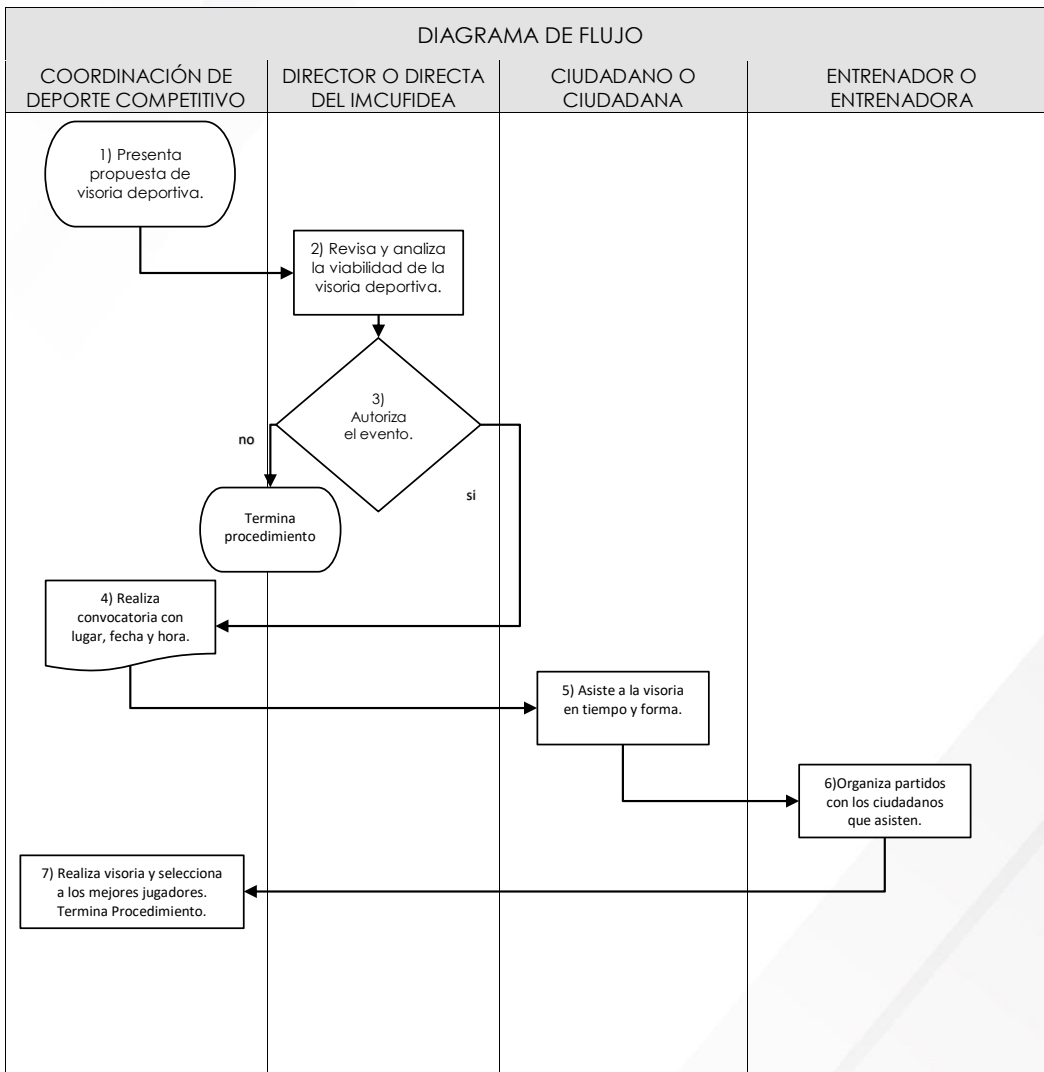 DIAGRAMA DE FLUJO
COORDINACIÓN DE
DEPORTE COMPETITIVO
DIRECTOR O DIRECTA
DEL IMCUFIDEA
CIUDADANO O
CIUDADANA
ENTRENADOR O
ENTRENADORA
1) Presenta
propuesta de
visoria deportiva.
2) Revisa y analiza
la viabilidad de la
visoria deportiva.
3)
Autoriza
el evento.
no
si
Termina
procedimiento
4) Realiza
convocatoria con
lugar, fecha y hora.
5) Asiste a la visoria
en tiempo y forma.
6)Organiza partidos
con los ciudadanos
que asisten.
7) Realiza visoria y selecciona
a los mejores jugadores.
Termina Procedimiento.